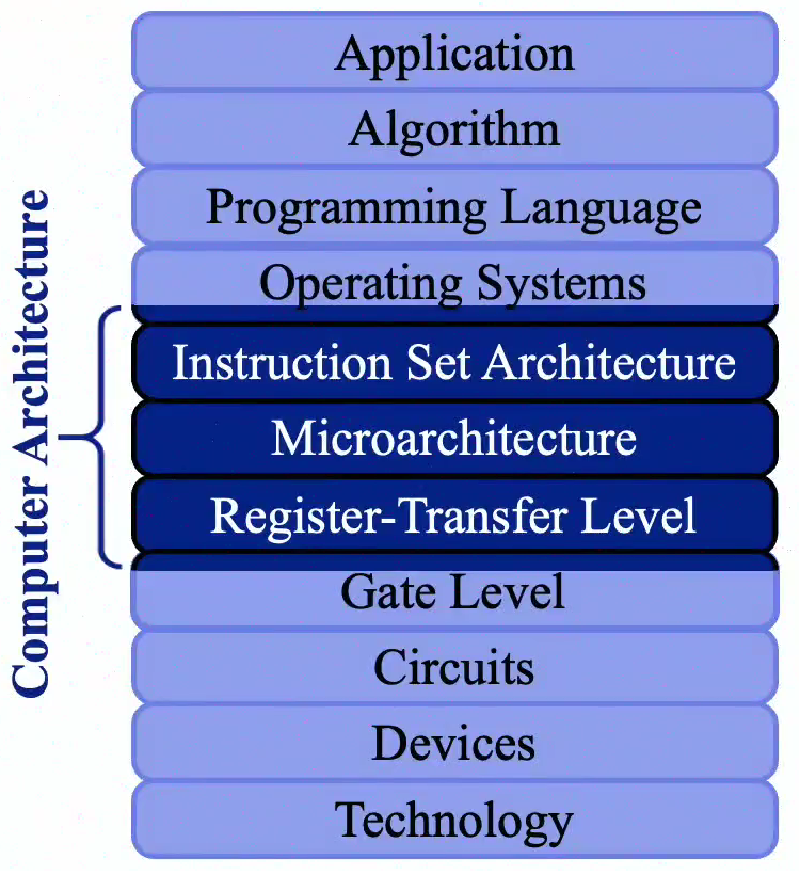 Computer Architecture
Application
Algorithm
Programming Language
Operating Systems
Instruction Set Architecture
Microarchitecture
Register-Transfer Level
Gate Level
Circuits
Devices
Technology